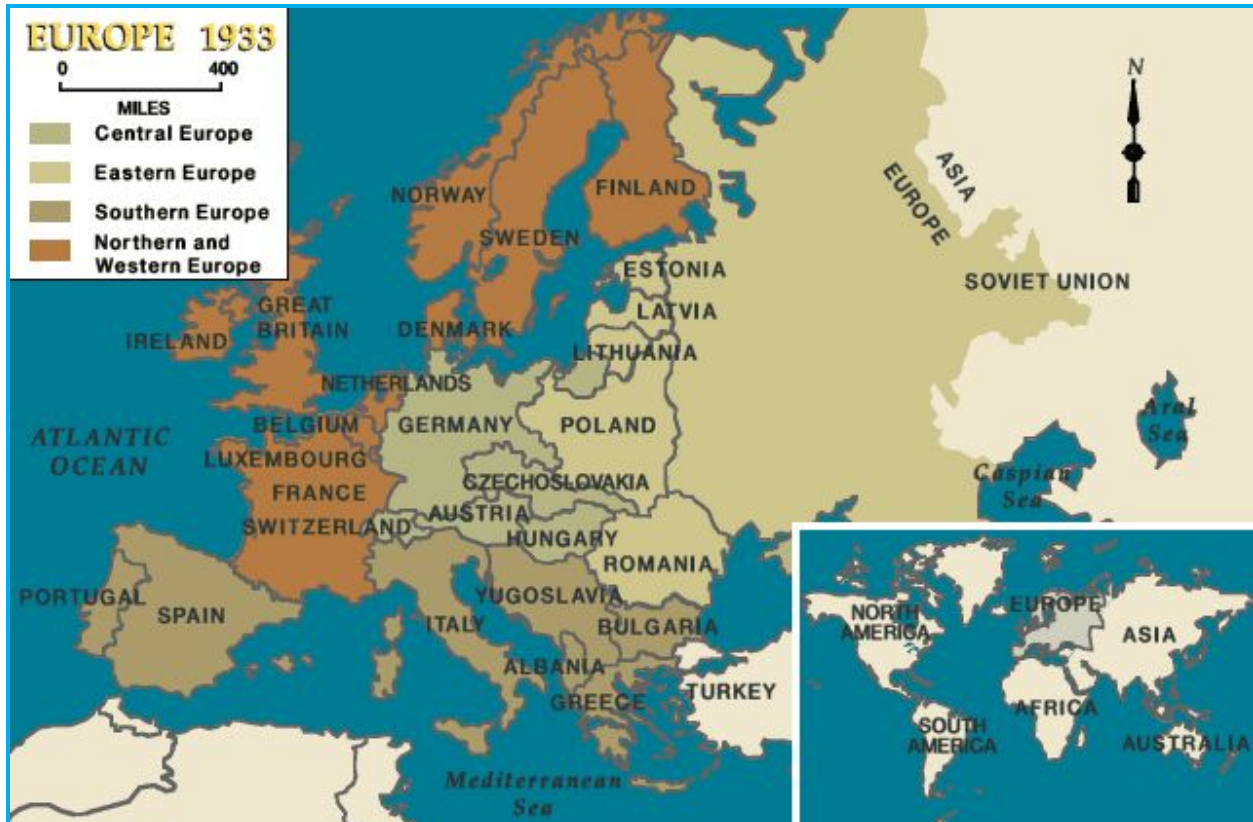 EUROPE 1933
0 400
MILES
Central Europe
Eastern Europe
Southern Europe
Northern and
Western Europe
N
NORWAY
FINLAND
SWEDEN
ASIA
EUROPE
ESTONIA
SOVIET UNION
LATVIA
GREAT
BRITAIN
IRELAND
DENMARK
LITHUANIA
NETHERLANDS
BELGIUM
GERMANY
POLAND
Aral
Sea
ATLANTIC
OCEAN
LUXEMBOURG
CZECHOSLOVAKIA
Caspian
Sea
FRANCE
AUSTRIA
SWITZERLAND
HUNGARY
ROMANIA
PORTUGAL
SPAIN
YUGOSLAVIA
ITALY
BULGARIA
ALBANIA
GREECE
TURKEY
Mediterranean
Sea
NORTH
AMERICA
EUROPE
ASIA
AFRICA
SOUTH
AMERICA
AUSTRALIA